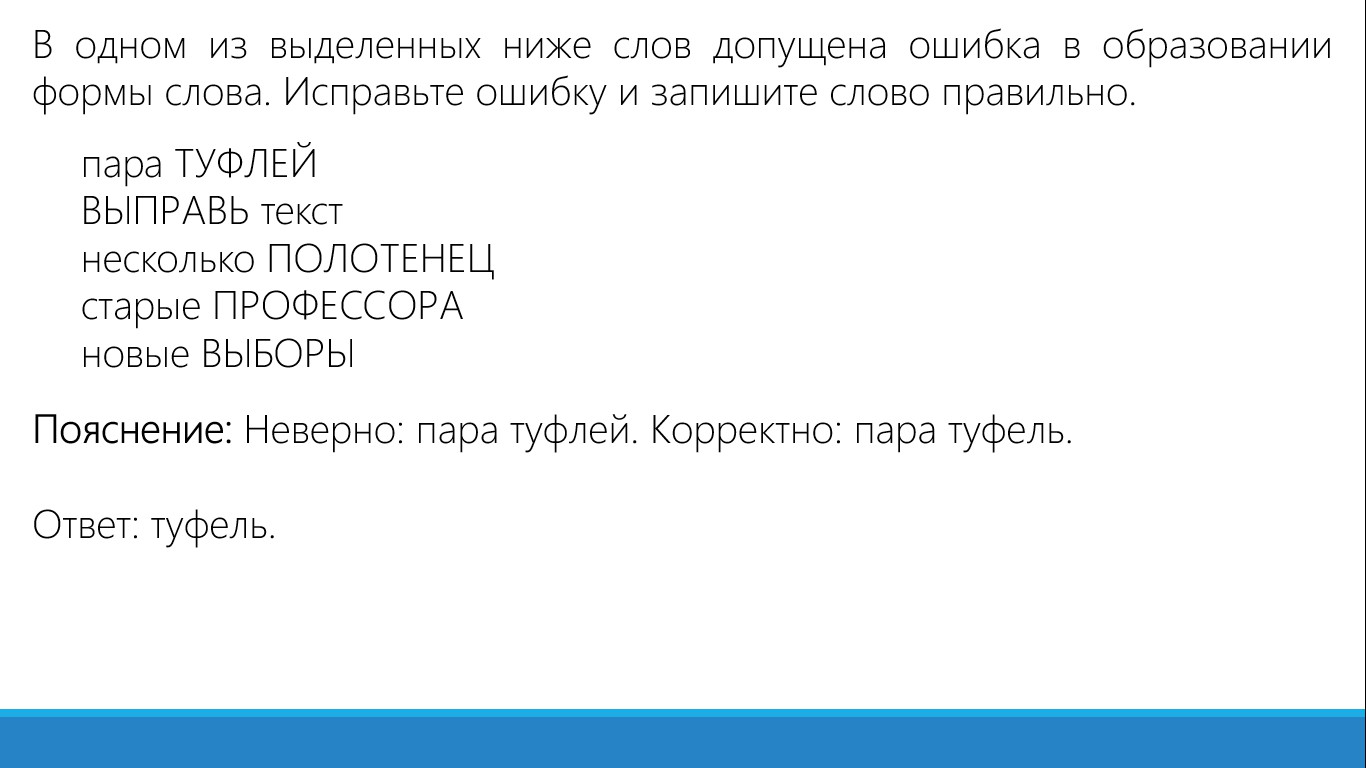 В одном из выделенных ниже слов допущена ошибка в образовании
формы слова. Исправьте ошибку и запишите слово правильно.
пара ТУФЛЕЙ
ВЫПРАВЬ текст
несколько ПОЛОТЕНЕЦ
старые ПРОФЕССОРА
новые ВЫБОРЫ
Пояснение: Неверно: пара туфлей. Корректно: пара туфель.
Ответ: туфель.